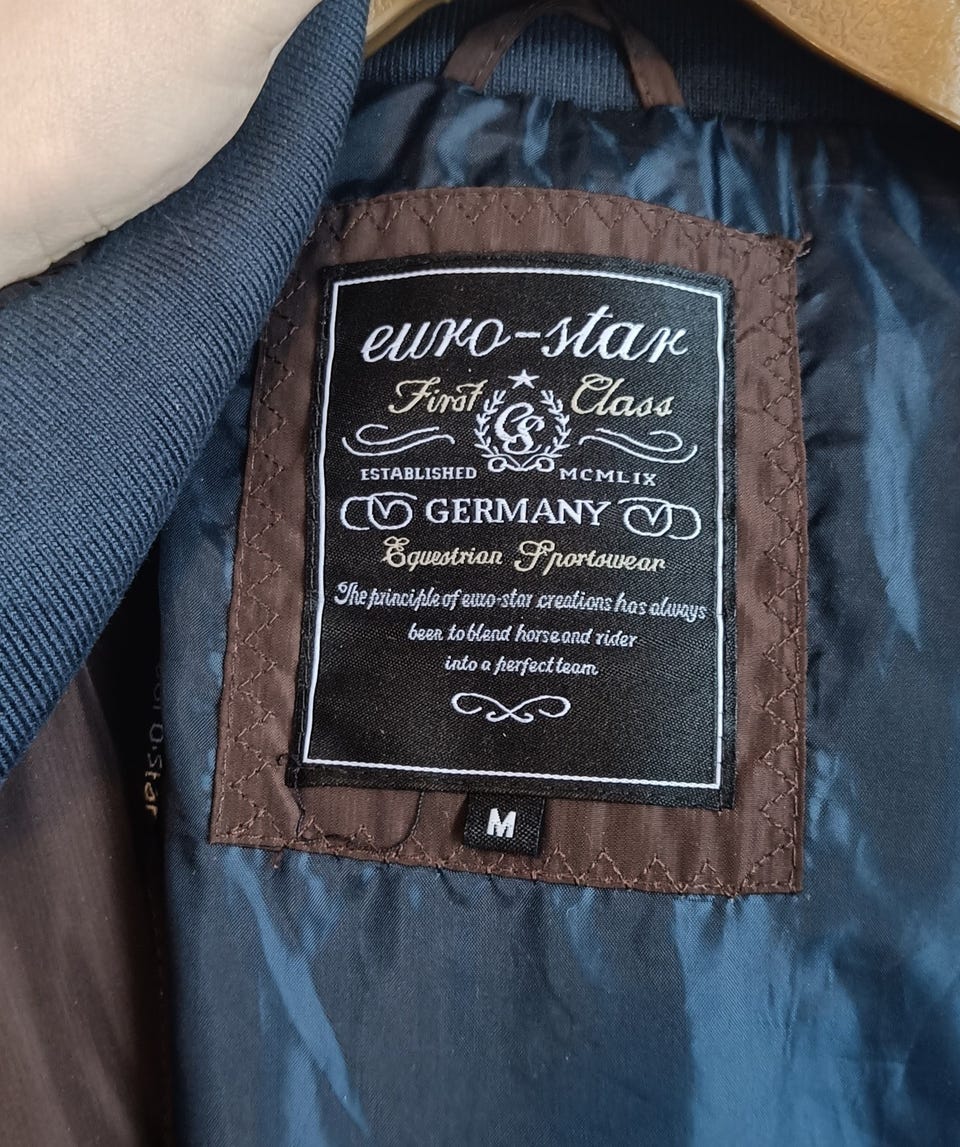 euro-star
First Class
ES
ESTABLISHED MCMLIX
GERMANY
Equestrian Sportswear
The principle of euro-star creations has always
been to blend horse and rider
into a perfect team
M